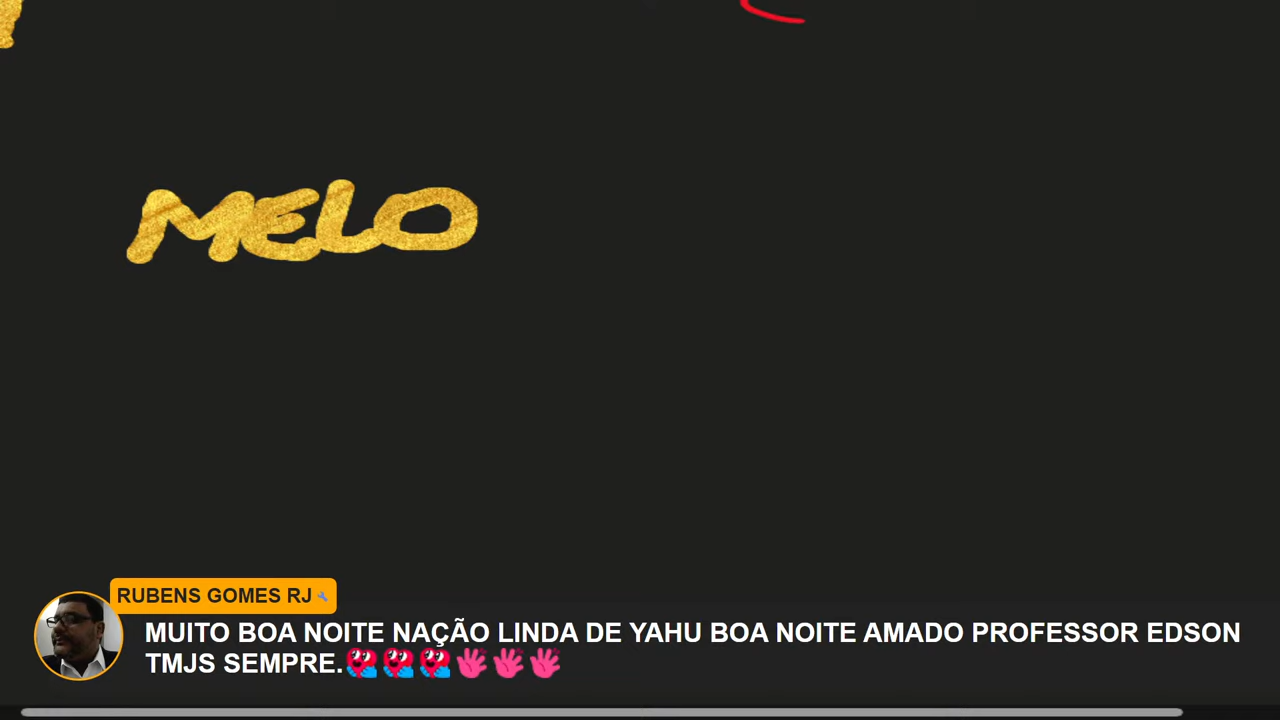 MELO
RUBENS GOMES RJ
MUITO BOA NOITE NAÇÃO LINDA DE YAHU BOA NOITE AMADO PROFESSOR EDSON
TMJS SEMPRE.